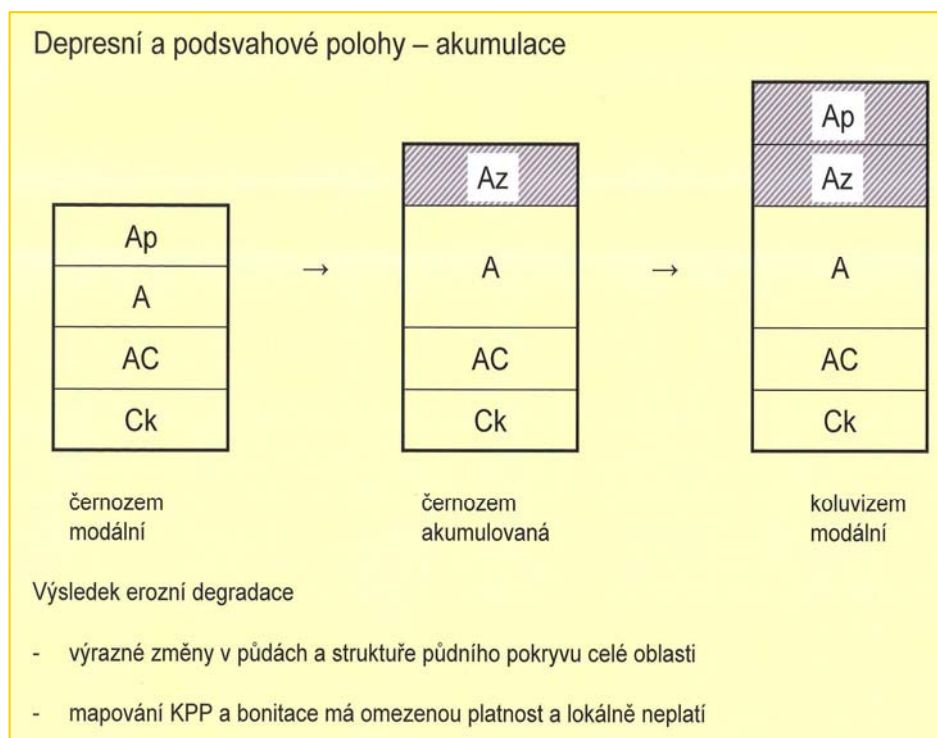 Depresní a podsvahové polohy – akumulace
Ap
A
AC
Ck
černozem
modální
→
Az
A
AC
Ck
černozem
akumulovaná
→
Ap
Az
A
AC
Ck
koluvizem
modální
Výsledek erozní degradace
- výrazné změny v půdách a struktuře půdního pokryvu celé oblasti
- mapování KPP a bonitace má omezenou platnost a lokálně neplatí